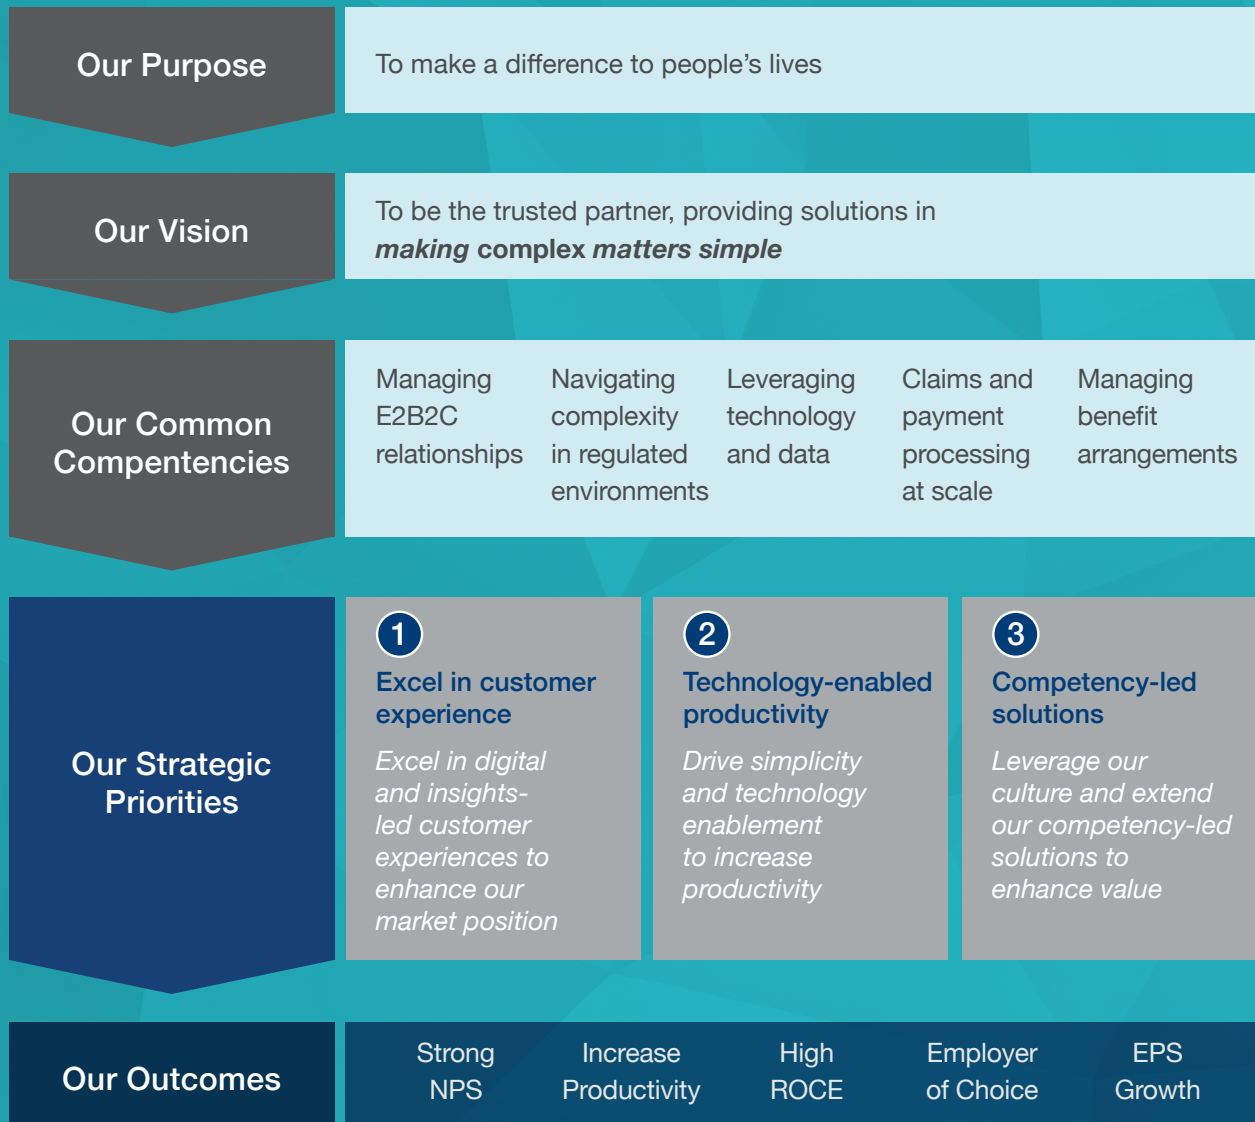 Our Purpose
To make a difference to people’s lives
Our Vision
To be the trusted partner, providing solutions in
making complex matters simple
Our Common
Compentencies
Managing
E2B2C
relationships
Navigating
complexity
in regulated
environments
Leveraging
technology
and data
Claims and
payment
processing
at scale
Managing
benefit
arrangements
Our Strategic
Priorities
1
Excel in customer
experience
Excel in digital
and insights-
led customer
experiences to
enhance our
market position
2
Technology-enabled
productivity
Drive simplicity
and technology
enablement
to increase
productivity
3
Competency-led
solutions
Leverage our
culture and extend
our competency-led
solutions to
enhance value
Our Outcomes
Strong
NPS
Increase
Productivity
High
ROCE
Employer
of Choice
EPS
Growth